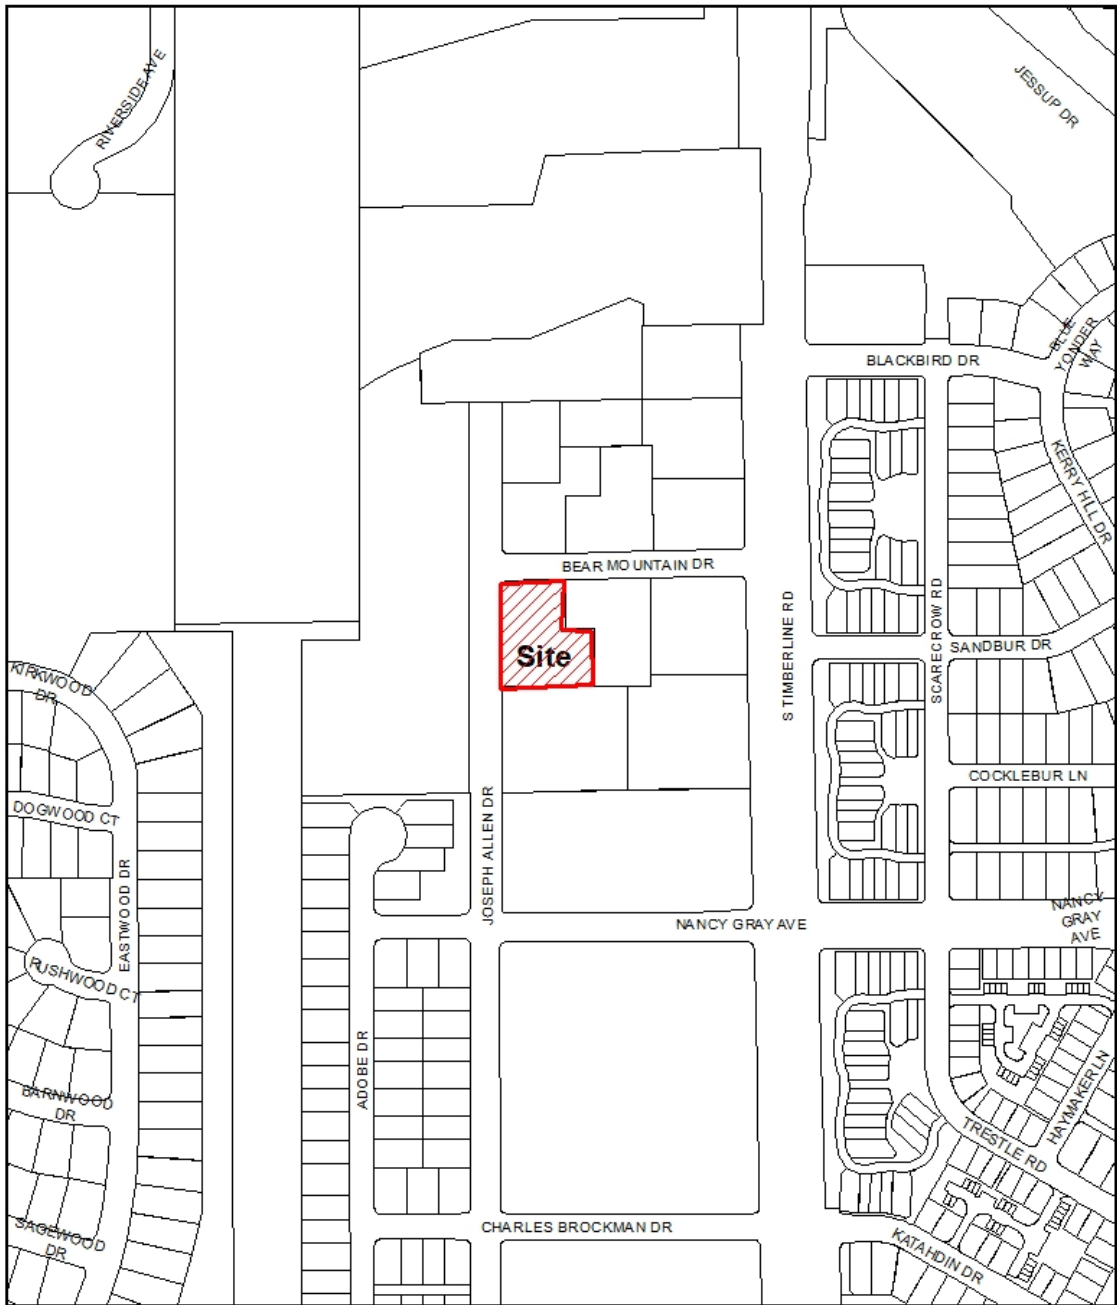 RIVERSIDE AVE
JESSUP DR
BLUE
YONDER
WAY
BLACKBIRD DR
KERRY HLL DR
BEAR MOUNTAIN DR
S TIMBERLINE RD
SCARECROW RD
SANDBUR DR
Site
KIRKWOOD
DR
COCKLEBUR LN
DOGWOOD CT
JOSEPH ALLEN DR
EASTWOOD DR
NANCY GRAY AVE
NANCY
GRAY
AVE
RUSHWOOD CT
ADOBE DR
BARNWOOD
DR
HAYMAKER LN
TRESTLE RD
SAGEWOOD
DR
CHARLES BROCKMAN DR
KATAHDIN DR